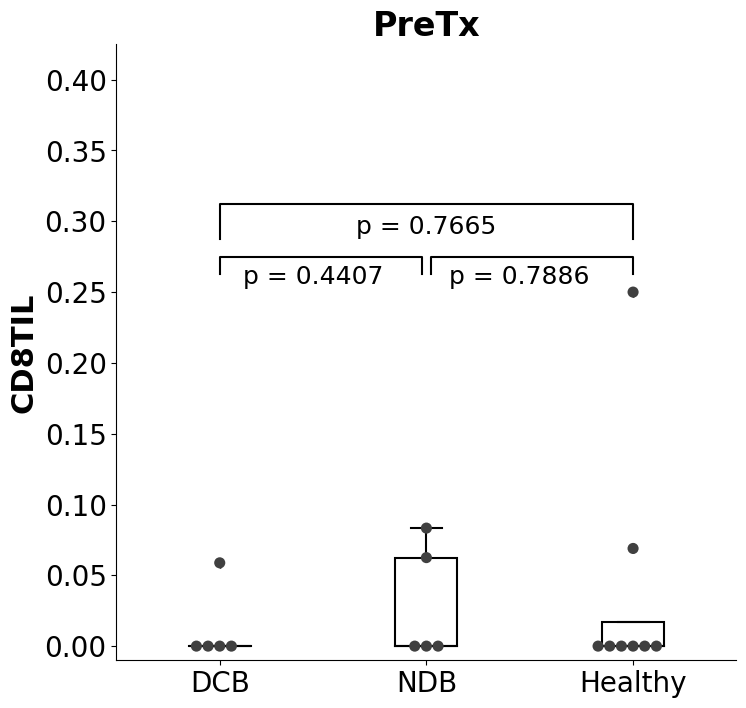 PreTx
CD8TIL
0.40
0.35
0.30
0.25
0.20
0.15
0.10
0.05
0.00
p = 0.7665
p = 0.4407
p = 0.7886
DCB
NDB
Healthy